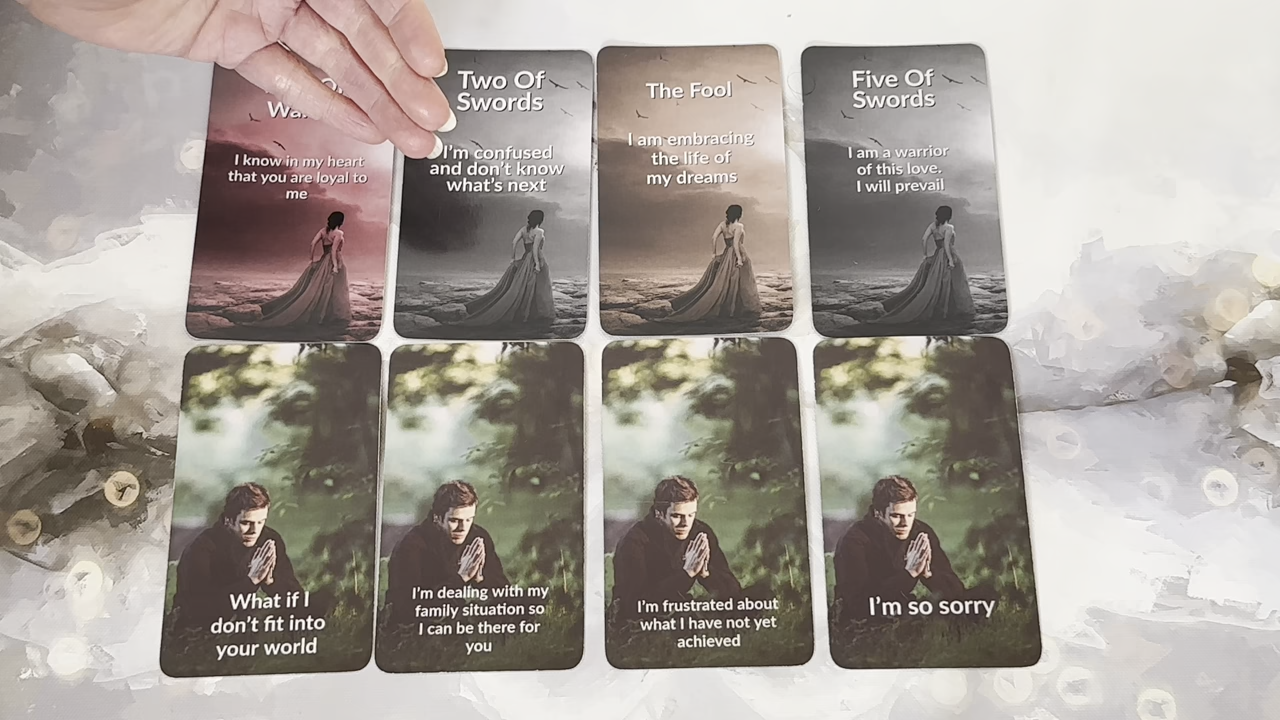 Two Of
Swords
I know in my heart
that you are loyal to
me
I'm confused
and don't know
what's next
The Fool
I am embracing
the life of
my dreams
Five Of
Swords
I am a warrior
of this love,
I will prevail
What if I
don't fit into
your world
I'm dealing with my
family situation so
I can be there for
you
I'm frustrated about
what I have not yet
achieved
I'm so sorry